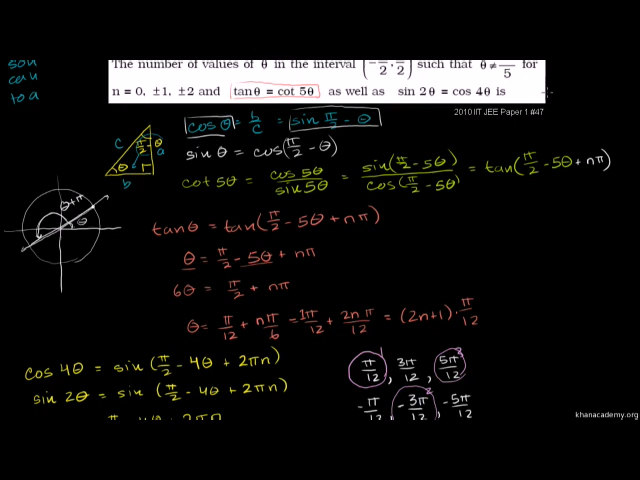 soh
cah
toa
The number of values of θ in the interval (−π/2, π/2) such that θ ≠ /5 for
n = 0, ±1, ±2 and tanθ = cot 5θ as well as sin 2θ = cos 4θ is
2010 IIT JEE Paper 1 #47
cos θ = b/c = sin π/2 − θ
sin θ = cos(π/2 − θ)
cot 5θ = cos 5θ / sin 5θ = sin(π/2 − 5θ) / cos(π/2 − 5θ) = tan(π/2 − 5θ + nπ)
c π/2 θ a
θ b
θ+π
θ
tanθ = tan(π/2 − 5θ + nπ)
θ = π/2 − 5θ + nπ
6θ = π/2 + nπ
θ = π/12 + nπ/6 = 1π/12 + 2nπ/12 = (2n+1)·π/12
cos 4θ = sin (π/2 − 4θ + 2πn)
sin 2θ = sin (π/2 − 4θ + 2πn)
π/12, 3π/12, 5π/12
−π/12, −3π/12, −5π/12
khanacademy.org